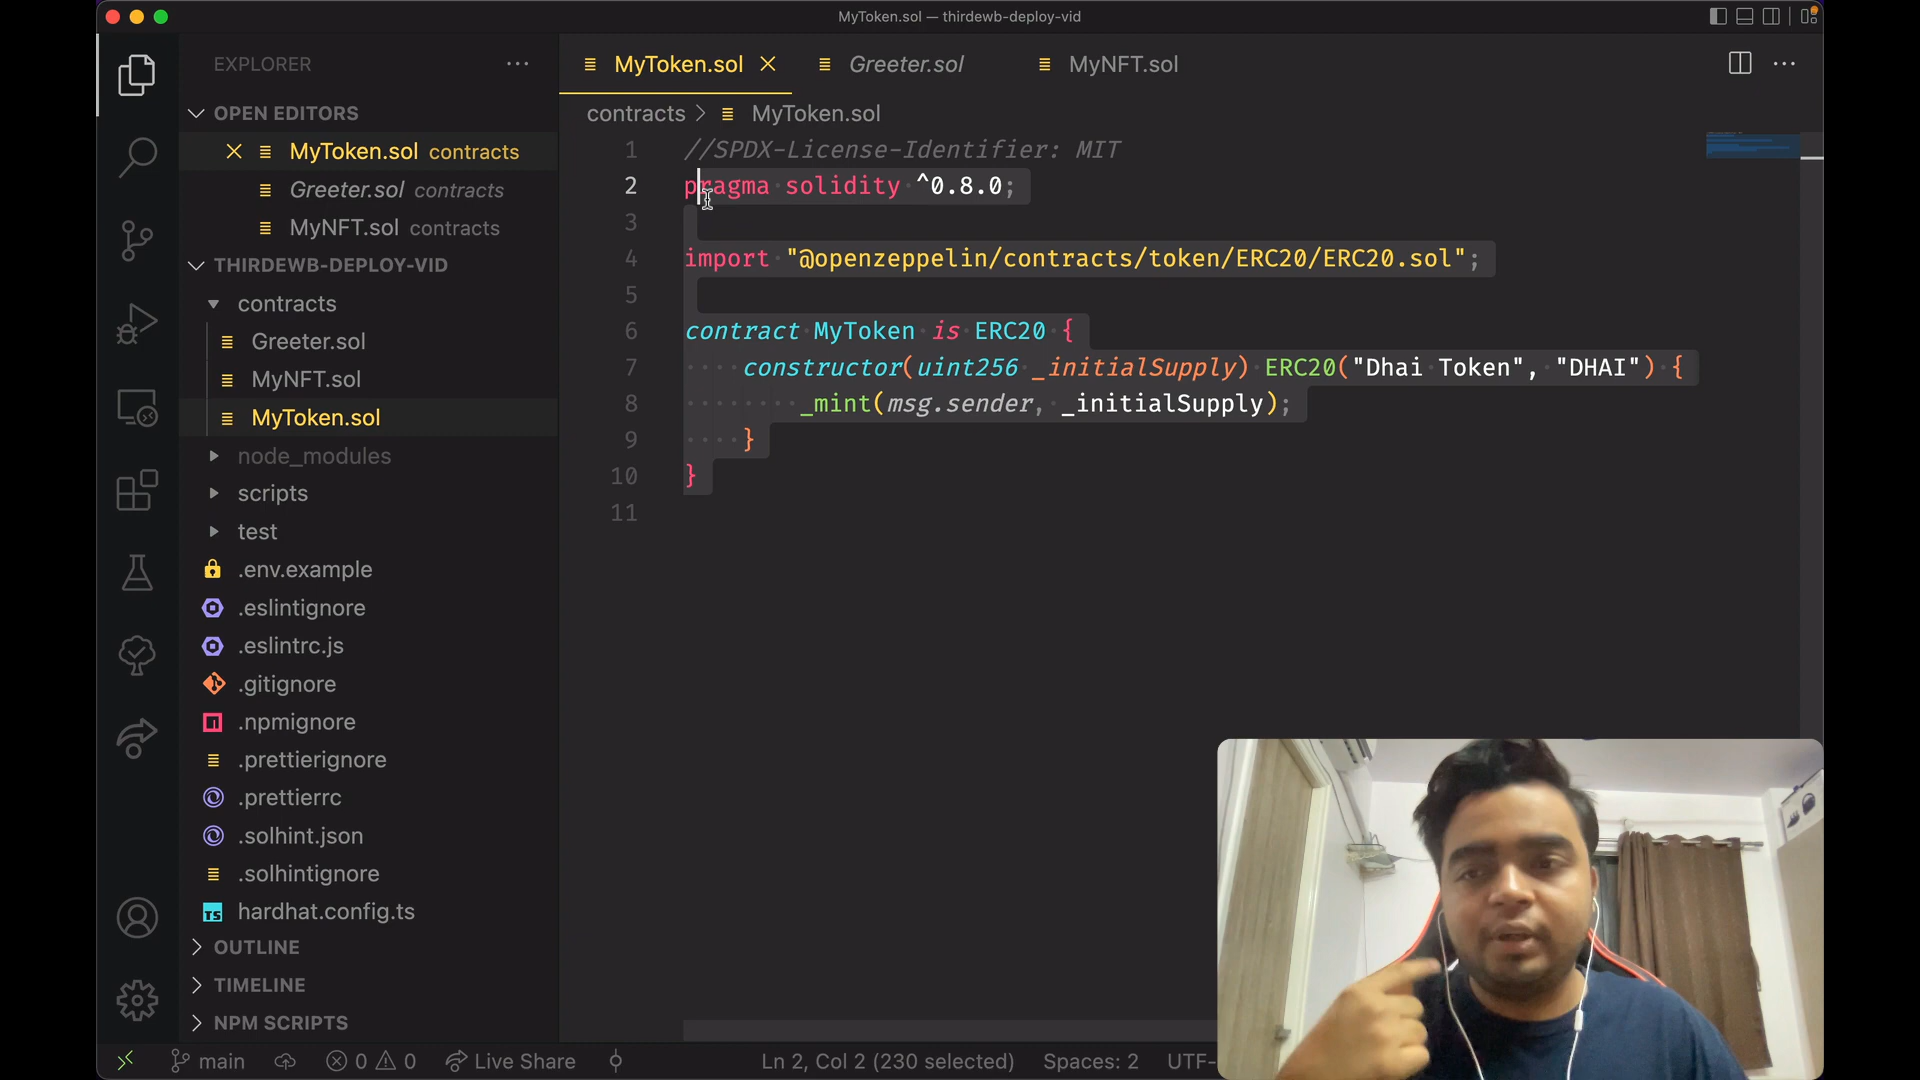 MyToken.sol — thirdewb-deploy-vid
EXPLORER
OPEN EDITORS
MyToken.sol contracts
Greeter.sol contracts
MyNFT.sol contracts
THIRDEWB-DEPLOY-VID
contracts
Greeter.sol
MyNFT.sol
MyToken.sol
node_modules
scripts
test
.env.example
.eslintignore
.eslintrc.js
.gitignore
.npmignore
.prettierignore
.prettierrc
.solhint.json
.solhintignore
TS hardhat.config.ts
OUTLINE
TIMELINE
NPM SCRIPTS
MyToken.sol Greeter.sol MyNFT.sol
contracts > MyToken.sol
1 //SPDX-License-Identifier: MIT
2 pragma solidity ^0.8.0;
3
4 import "@openzeppelin/contracts/token/ERC20/ERC20.sol";
5
6 contract MyToken is ERC20 {
7 constructor(uint256 _initialSupply) ERC20("Dhai Token", "DHAI") {
8 _mint(msg.sender, _initialSupply);
9 }
10 }
11
main 0 0 Live Share Ln 2, Col 2 (230 selected) Spaces: 2 UTF-